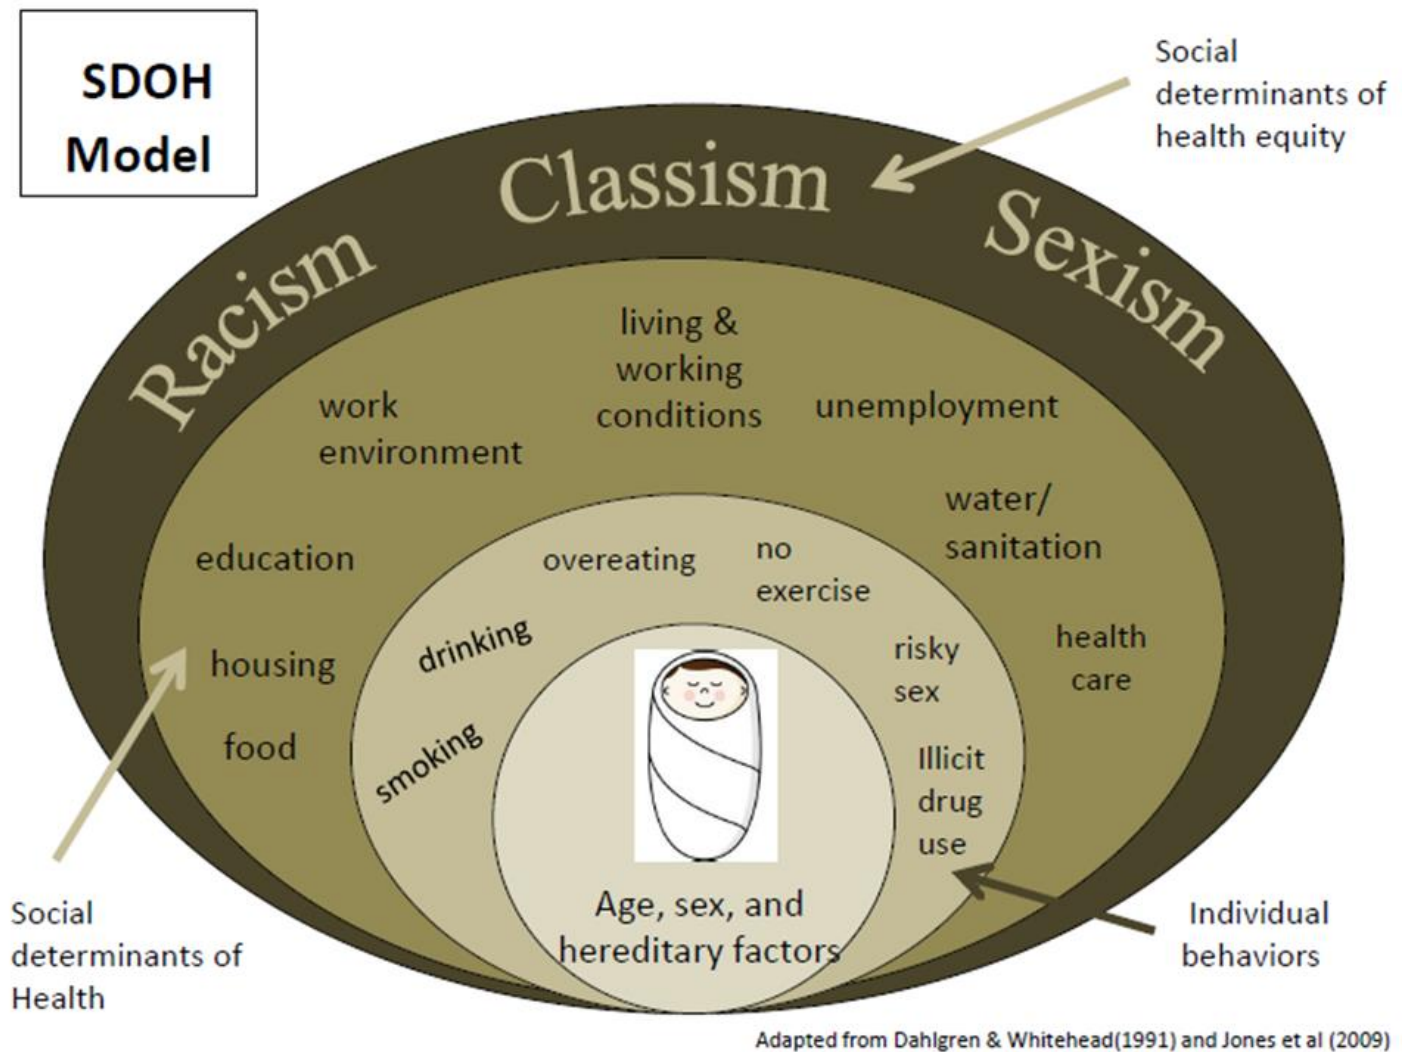 SDOH
Model
Social
determinants of
health equity
Racism
Classism
Sexism
living &
working
conditions
work
environment
unemployment
water/
sanitation
education
housing
food
health
care
overeating
no
exercise
drinking
smoking
risky
sex
Illicit
drug
use
Age, sex, and
hereditary factors
Social
determinants of
Health
Individual
behaviors
Adapted from Dahlgren & Whitehead(1991) and Jones et al (2009)